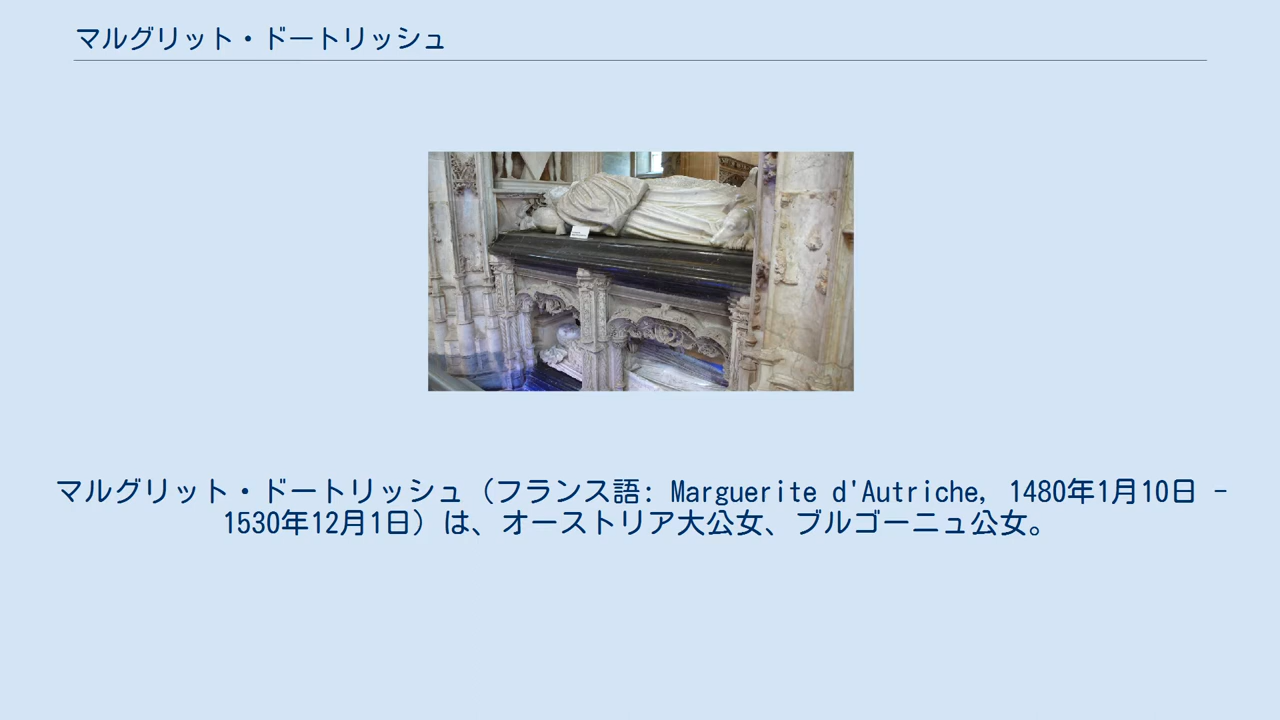 マルグリット・ドートリッシュ
マルグリット・ドートリッシュ（フランス語: Marguerite d'Autriche, 1480年1月10日 -
1530年12月1日）は、オーストリア大公女、ブルゴーニュ公女。